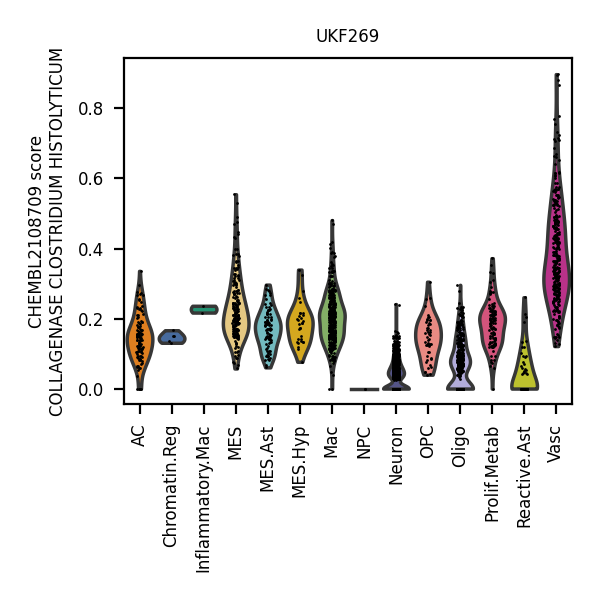 UKF269
CHEMBL2108709 score
COLLAGENASE CLOSTRIDIUM HISTOLYTICUM
0.8
0.6
0.4
0.2
0.0
AC
Chromatin.Reg
Inflammatory.Mac
MES
MES.Ast
MES.Hyp
Mac
NPC
Neuron
OPC
Oligo
Prolif.Metab
Reactive.Ast
Vasc